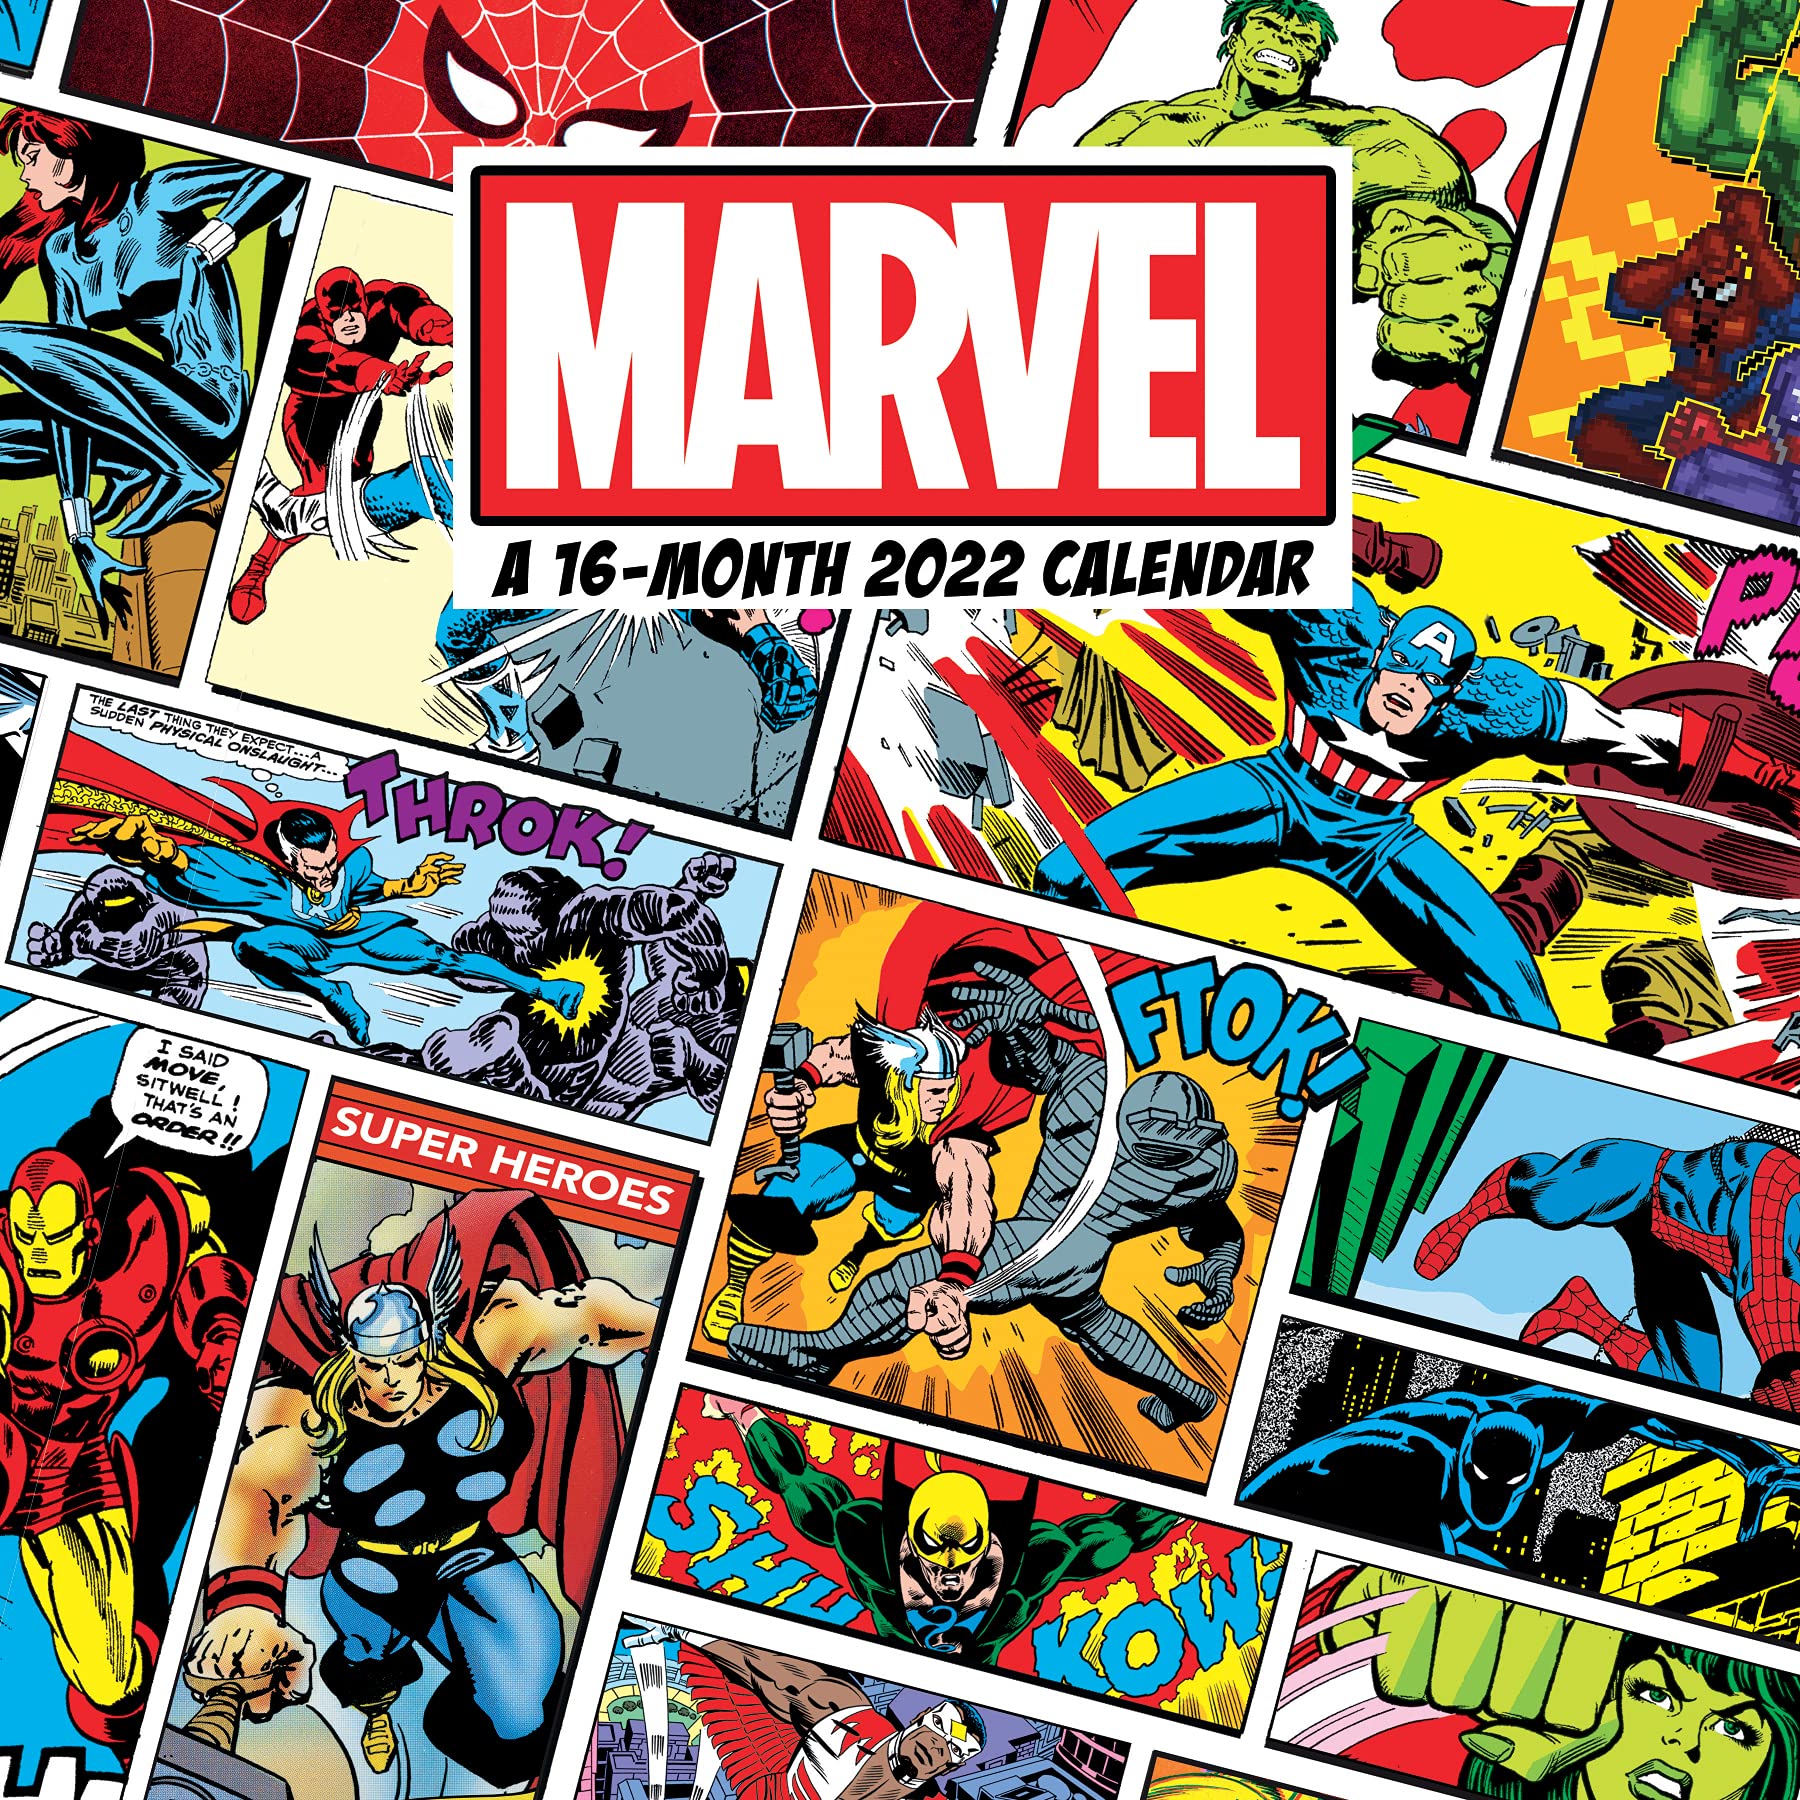 MARVEL
A 16-MONTH 2022 CALENDAR
THE LAST THING THEY EXPECT...A
SUDDEN PHYSICAL ONSLAUGHT...
THROK!
FTOK!
I SAID
MOVE,
SITWELL!
THAT'S AN
ORDER!!
SUPER HEROES
KOW